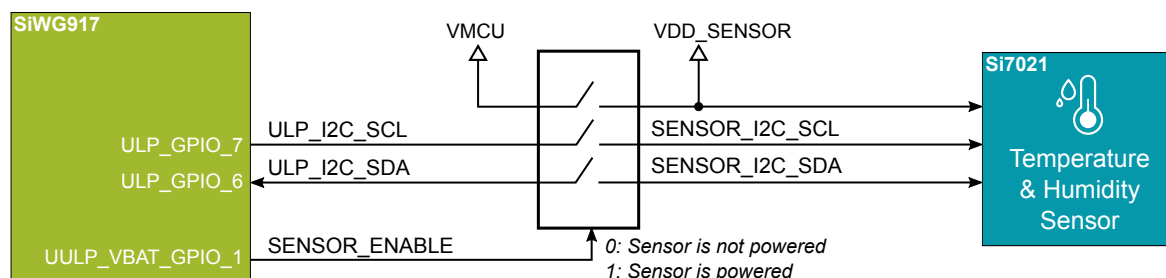 SiWG917
VMCU
VDD_SENSOR
Si7021
ULP_GPIO_7
ULP_I2C_SCL
SENSOR_I2C_SCL
ULP_GPIO_6
ULP_I2C_SDA
SENSOR_I2C_SDA
Temperature
& Humidity
Sensor
UULP_VBAT_GPIO_1
SENSOR_ENABLE
0: Sensor is not powered
1: Sensor is powered